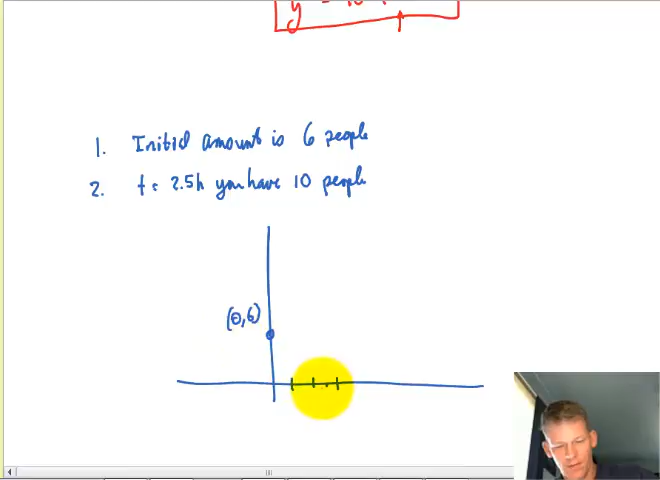 y =
1. Initial amount is 6 people
2. t = 2.5h you have 10 people
(0,6)